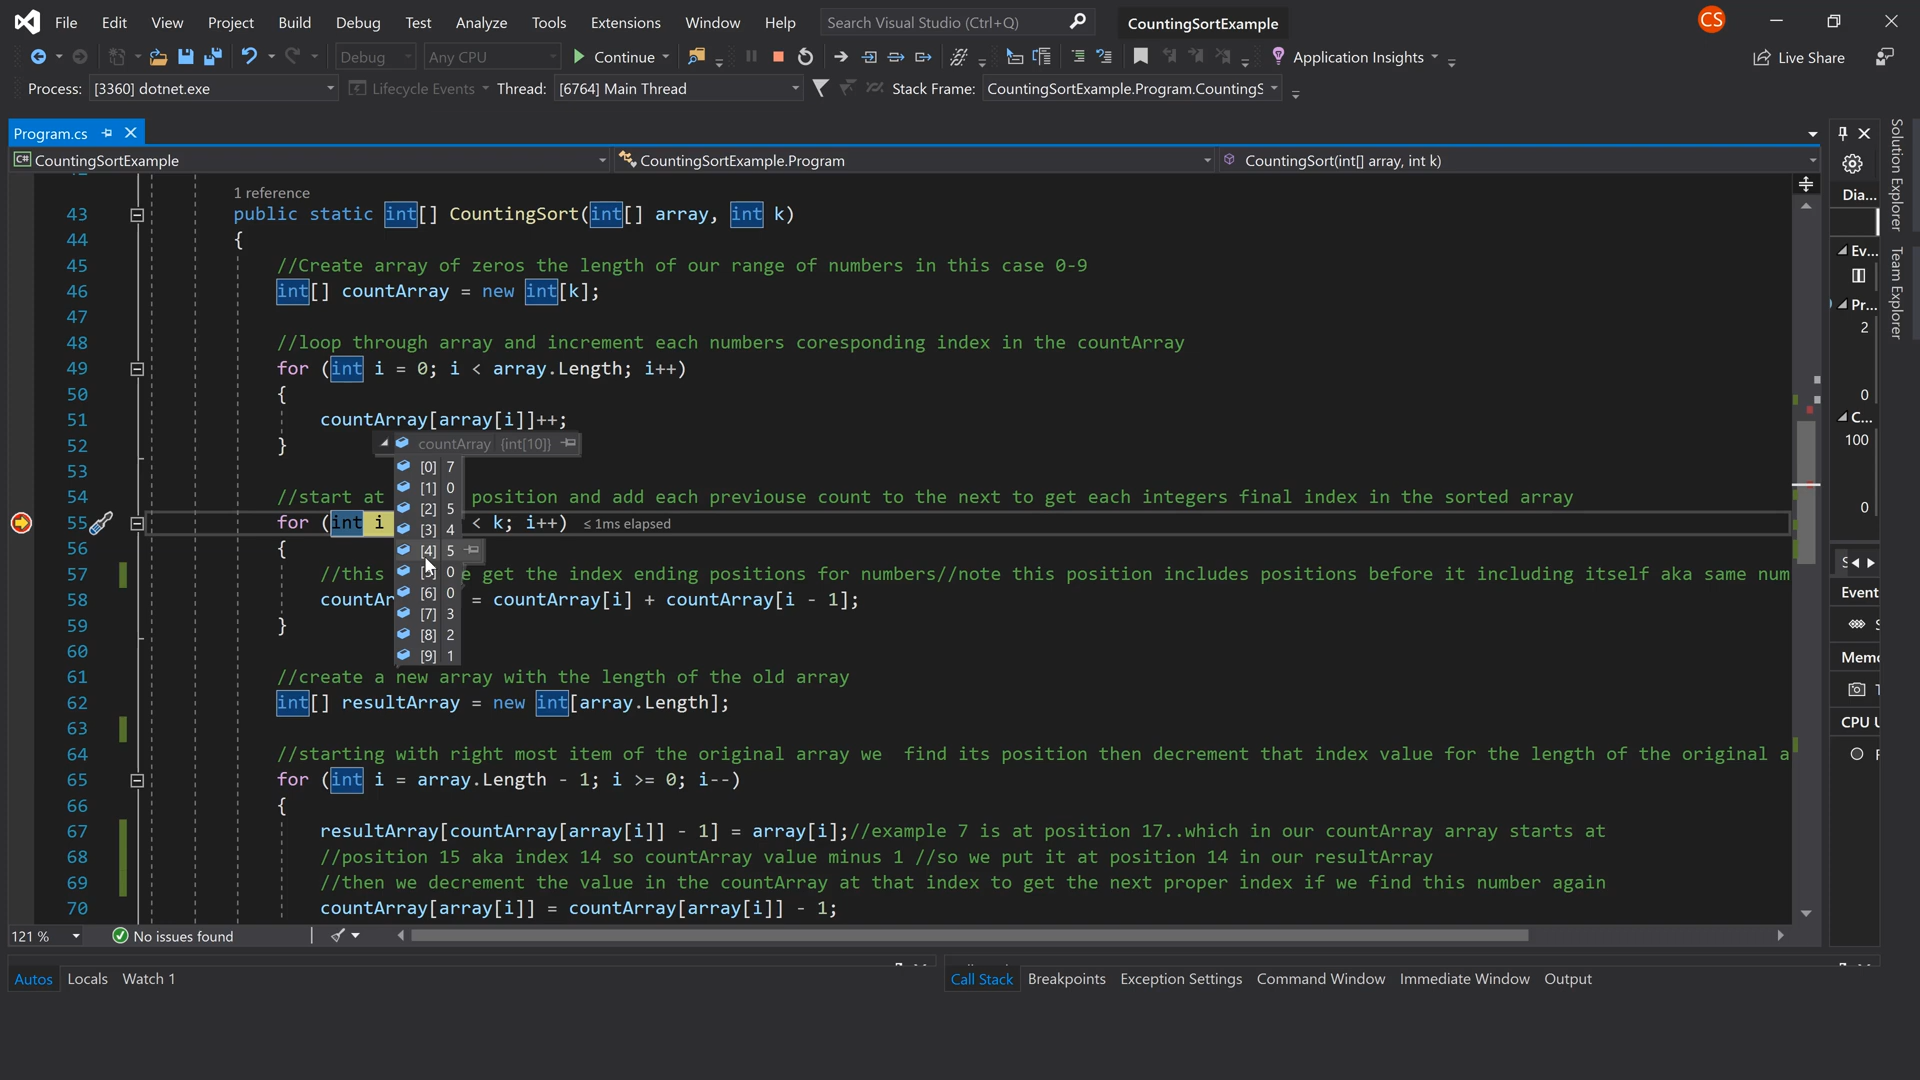 File Edit View Project Build Debug Test Analyze Tools Extensions Window Help Search Visual Studio (Ctrl+Q) CountingSortExample CS
Debug Any CPU Continue Application Insights Live Share
Process: [3360] dotnet.exe Lifecycle Events Thread: [6764] Main Thread Stack Frame: CountingSortExample.Program.CountingS
Program.cs
C# CountingSortExample CountingSortExample.Program CountingSort(int[] array, int k)
1 reference
43 public static int[] CountingSort(int[] array, int k)
44 {
45 //Create array of zeros the length of our range of numbers in this case 0-9
46 int[] countArray = new int[k];
47
48 //loop through array and increment each numbers coresponding index in the countArray
49 for (int i = 0; i < array.Length; i++)
50 {
51 countArray[array[i]]++;
52 }
countArray {int[10]}
[0] 7
[1] 0
[2] 5
[3] 4
[4] 5
0
[6] 0
[7] 3
[8] 2
[9] 1
53
54 //start at position and add each previouse count to the next to get each integers final index in the sorted array
55 for (int i < k; i++) ≤ 1ms elapsed
56 {
57 //this e get the index ending positions for numbers//note this position includes positions before it including itself aka same num
58 countAr = countArray[i] + countArray[i - 1];
59 }
60
61 //create a new array with the length of the old array
62 int[] resultArray = new int[array.Length];
63
64 //starting with right most item of the original array we  find its position then decrement that index value for the length of the original a
65 for (int i = array.Length - 1; i >= 0; i--)
66 {
67 resultArray[countArray[array[i]] - 1] = array[i];//example 7 is at position 17..which in our countArray array starts at
68 //position 15 aka index 14 so countArray value minus 1 //so we put it at position 14 in our resultArray
69 //then we decrement the value in the countArray at that index to get the next proper index if we find this number again
70 countArray[array[i]] = countArray[array[i]] - 1;
121 % No issues found
Autos Locals Watch 1
Call Stack Breakpoints Exception Settings Command Window Immediate Window Output
Dia...
Ev...
Pr...
2
0
C...
100
0
Event
Mem
CPU U
Solution Explorer
Team Explorer